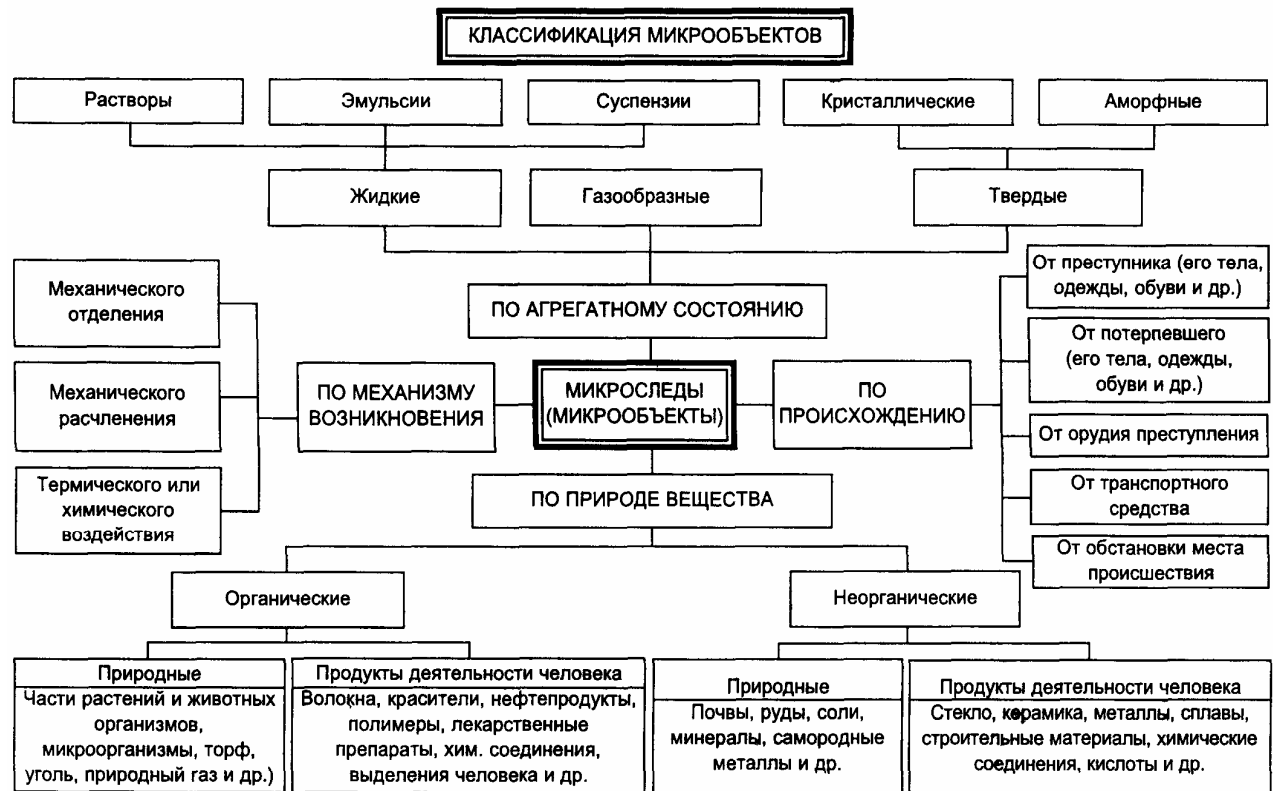 КЛАССИФИКАЦИЯ МИКРООБЪЕКТОВ
Растворы
Эмульсии
Суспензии
Кристаллические
Аморфные
Жидкие
Газообразные
Твердые
ПО АГРЕГАТНОМУ СОСТОЯНИЮ
Механического
отделения
Механического
расчленения
Термического или
химического
воздействия
ПО МЕХАНИЗМУ
ВОЗНИКНОВЕНИЯ
МИКРОСЛЕДЫ
(МИКРООБЪЕКТЫ)
ПО
ПРОИСХОЖДЕНИЮ
От преступника (его тела,
одежды, обуви и др.)
От потерпевшего
(его тела, одежды,
обуви и др.)
От орудия преступления
От транспортного
средства
От обстановки места
происшествия
ПО ПРИРОДЕ ВЕЩЕСТВА
Органические
Неорганические
Природные
Части растений и животных
организмов,
микроорганизмы, торф,
уголь, природный газ и др.)
Продукты деятельности человека
Волокна, красители, нефтепродукты,
полимеры, лекарственные
препараты, хим. соединения,
выделения человека и др.
Природные
Почвы, руды, соли,
минералы, самородные
металлы и др.
Продукты деятельности человека
Стекло, керамика, металлы, сплавы,
строительные материалы, химические
соединения, кислоты и др.